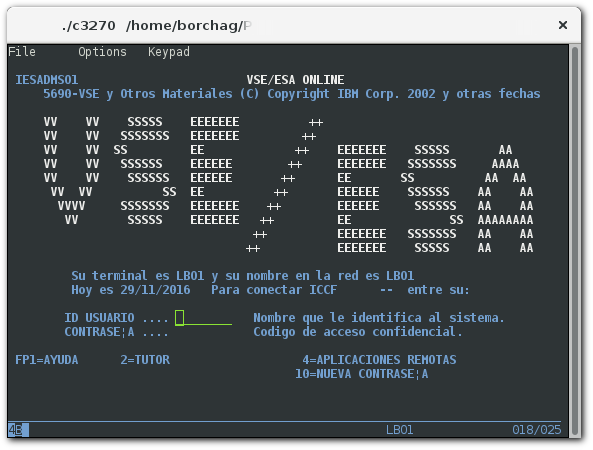 ./c3270 /home/borchag/P
File Options Keypad
IESADMSO1 VSE/ESA ONLINE
5690-VSE y Otros Materiales (C) Copyright IBM Corp. 2002 y otras fechas
VV VV SSSSS EEEEEEE ++
VV VV SSSSSSS EEEEEEE ++
VV VV SS EE ++ EEEEEEE SSSSS AA
VV VV SSSSSS EEEEEE ++ EEEEEEE SSSSSSS AAAA
VV VV SSSSSS EEEEEE ++ EE SS AA AA
VV VV SS EE ++ EEEEEE SSSSSS AA AA
VVVV SSSSSSS EEEEEEE ++ EEEEEE SSSSSS AA AA
VV SSSSS EEEEEEE ++ EE SS AAAAAAAA
++ EEEEEEE SSSSSSS AA AA
++ EEEEEEE SSSSS AA AA
Su terminal es LBO1 y su nombre en la red es LBO1
Hoy es 29/11/2016 Para conectar ICCF -- entre su:
ID USUARIO .... Nombre que le identifica al sistema.
CONTRASE¦A .... Codigo de acceso confidencial.
FP1=AYUDA 2=TUTOR 4=APLICACIONES REMOTAS
10=NUEVA CONTRASE¦A
4B LBO1 018/025